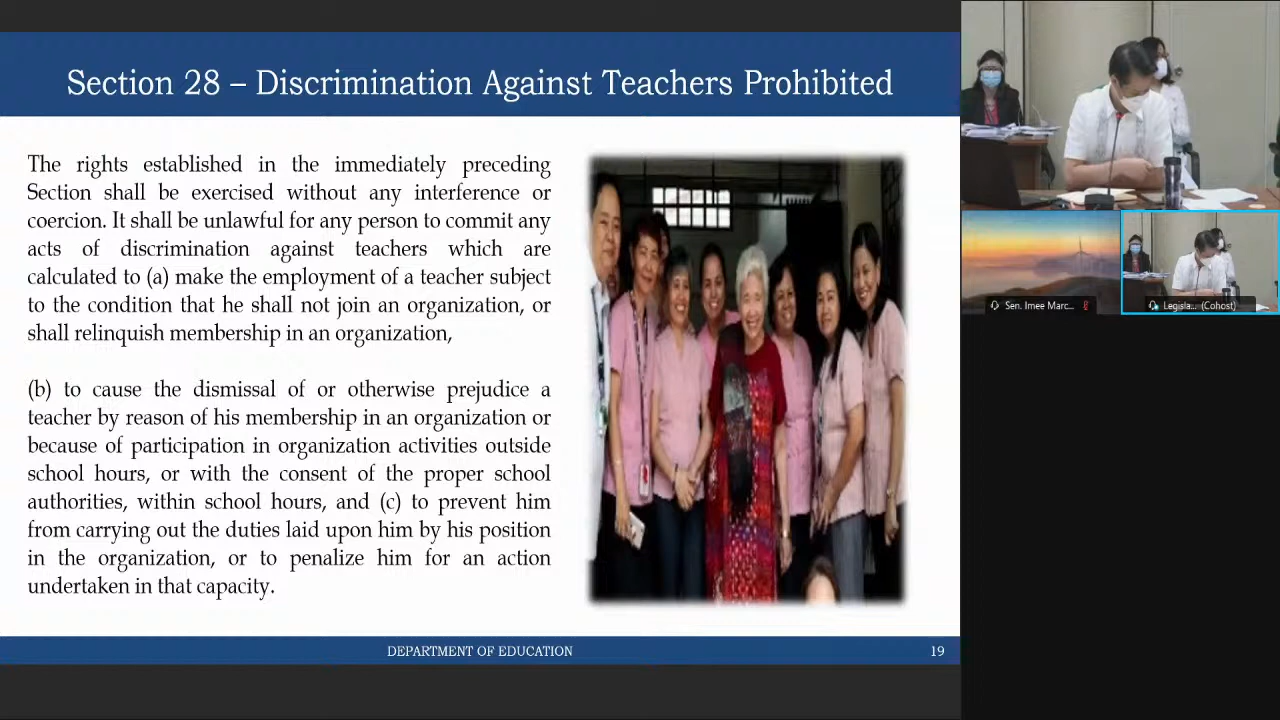 Section 28 – Discrimination Against Teachers Prohibited
The rights established in the immediately preceding
Section shall be exercised without any interference or
coercion. It shall be unlawful for any person to commit any
acts of discrimination against teachers which are
calculated to (a) make the employment of a teacher subject
to the condition that he shall not join an organization, or
shall relinquish membership in an organization,
(b) to cause the dismissal of or otherwise prejudice a
teacher by reason of his membership in an organization or
because of participation in organization activities outside
school hours, or with the consent of the proper school
authorities, within school hours, and (c) to prevent him
from carrying out the duties laid upon him by his position
in the organization, or to penalize him for an action
undertaken in that capacity.
DEPARTMENT OF EDUCATION
19
Sen. Imee Marc...
Legisla... (Cohost)